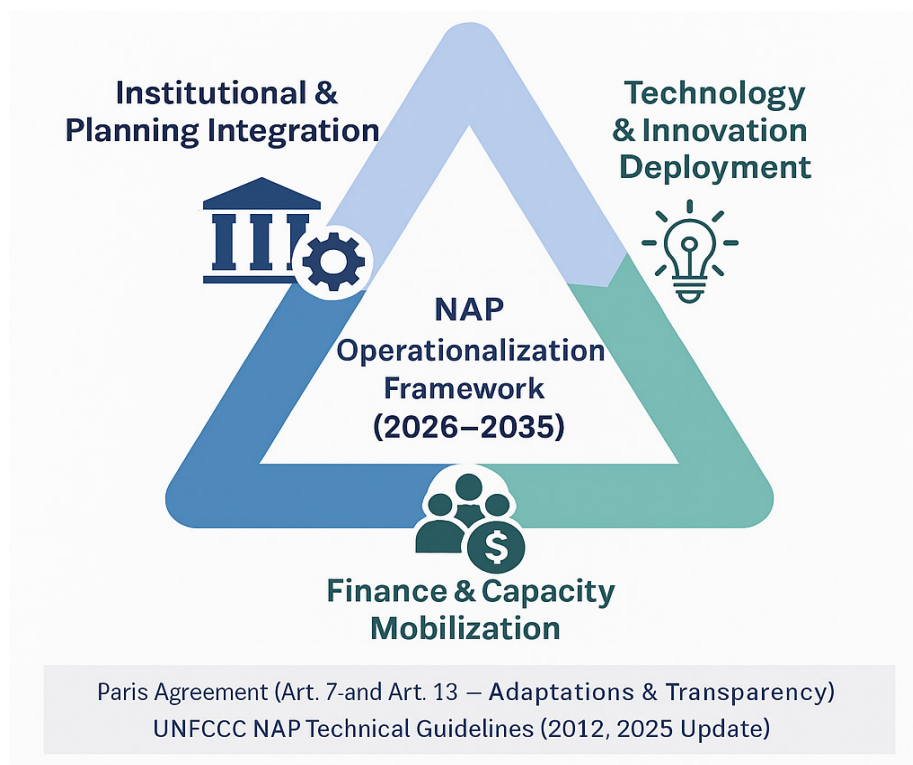 Institutional &
Planning Integration
Technology
& Innovation
Deployment
NAP
Operationalization
Framework
(2026–2035)
$
Finance & Capacity
Mobilization
Paris Agreement (Art. 7-and Art. 13 – Adaptations & Transparency)
UNFCCC NAP Technical Guidelines (2012, 2025 Update)